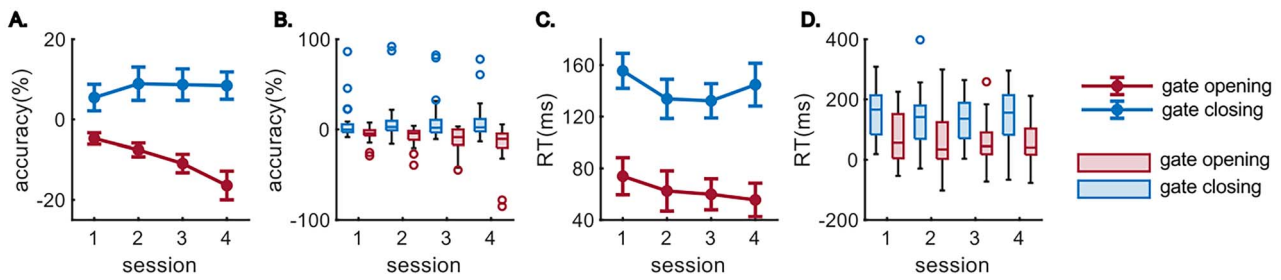 A.
20
0
-20
accuracy(%)
1 2 3 4
session
B.
100
0
-100
accuracy(%)
1 2 3 4
session
C.
160
120
80
40
RT(ms)
1 2 3 4
session
D.
400
200
0
-200
RT(ms)
1 2 3 4
session
gate opening
gate closing
gate opening
gate closing